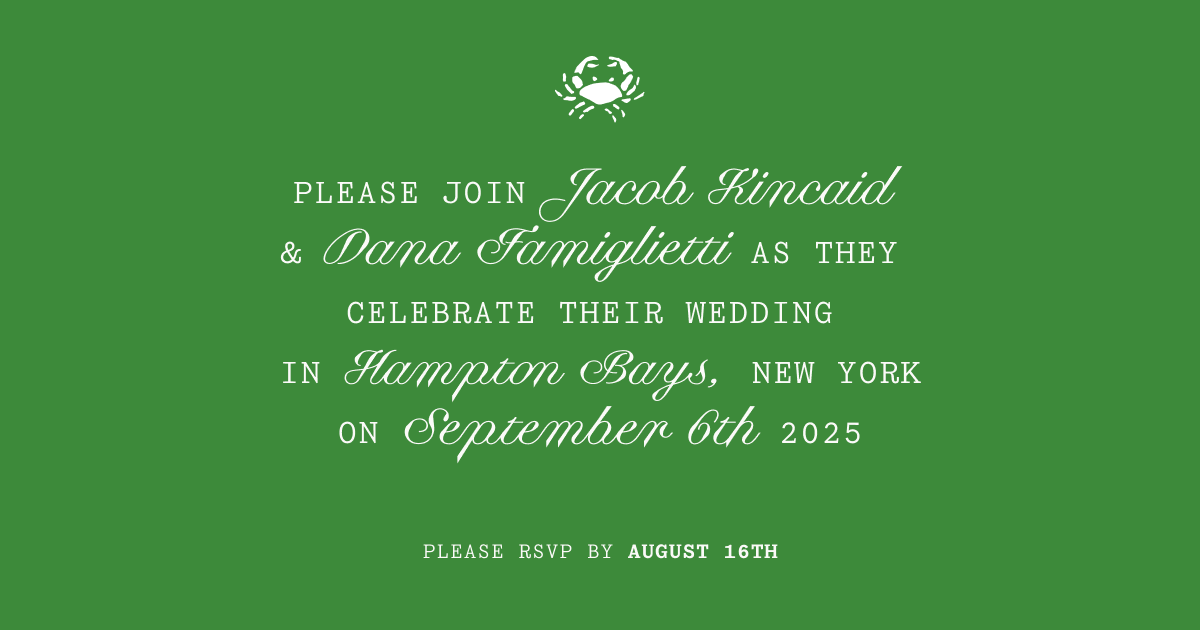 PLEASE JOIN Jacob Kincaid
& Dana Famiglietti AS THEY
CELEBRATE THEIR WEDDING
IN Hampton Bays, NEW YORK
ON September 6th 2025
PLEASE RSVP BY AUGUST 16TH